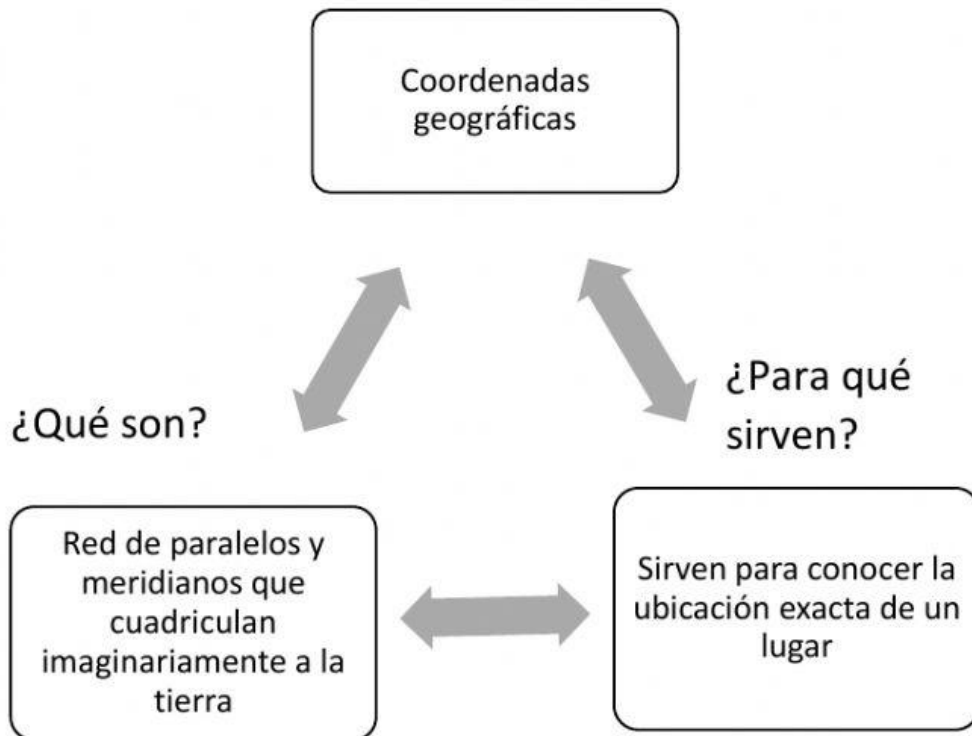 Coordenadas
geográficas
¿Qué son?
¿Para qué
sirven?
Red de paralelos y
meridianos que
cuadriculan
imaginariamente a la
tierra
Sirven para conocer la
ubicación exacta de un
lugar